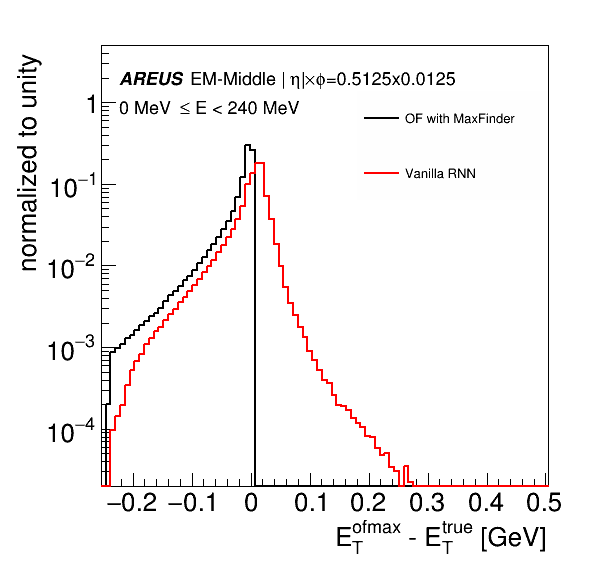 normalized to unity
AREUS EM-Middle | η|×ϕ=0.5125x0.0125
0 MeV ≤ E < 240 MeV
OF with MaxFinder
Vanilla RNN
1
10⁻¹
10⁻²
10⁻³
10⁻⁴
−0.2 −0.1 0 0.1 0.2 0.3 0.4 0.5
E_T^ofmax - E_T^true [GeV]